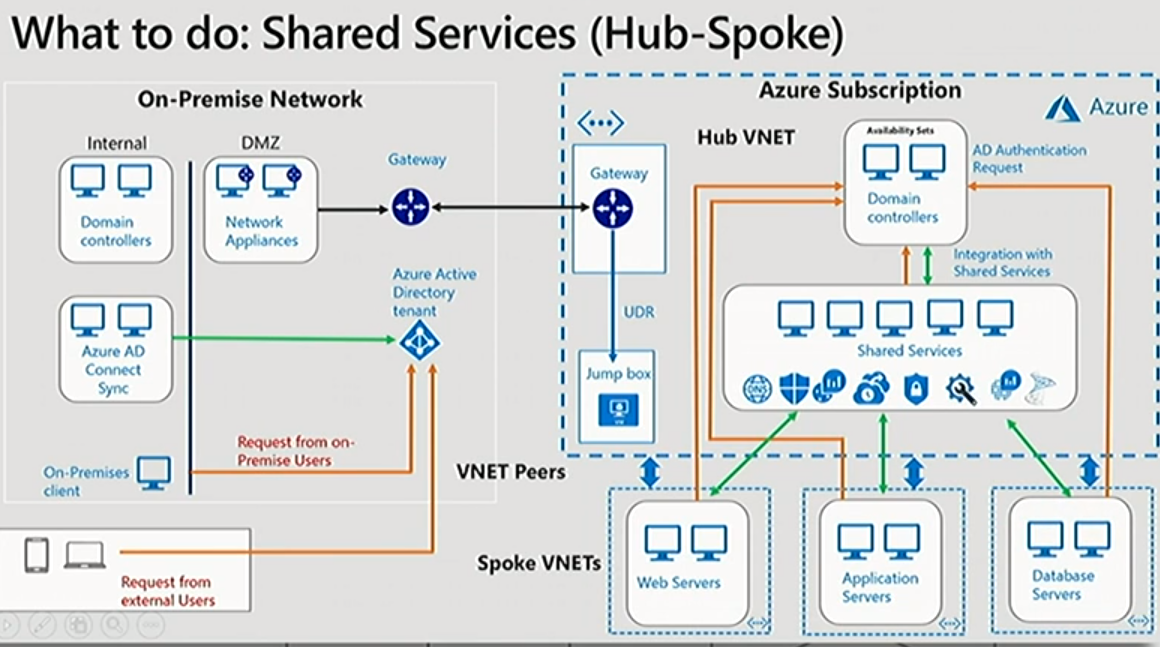 What to do: Shared Services (Hub-Spoke)
On-Premise Network
Internal
DMZ
Domain
controllers
Network
Appliances
Gateway
Azure AD
Connect
Sync
Azure Active
Directory
tenant
Request from on-
Premise Users
On-Premises
client
Request from
external Users
VNET Peers
Spoke VNETs
Azure Subscription
Azure
Hub VNET
Gateway
UDR
Jump box
Availability Sets
Domain
controllers
AD Authentication
Request
Integration with
Shared Services
Shared Services
DNS
Web Servers
Application
Servers
Database
Servers